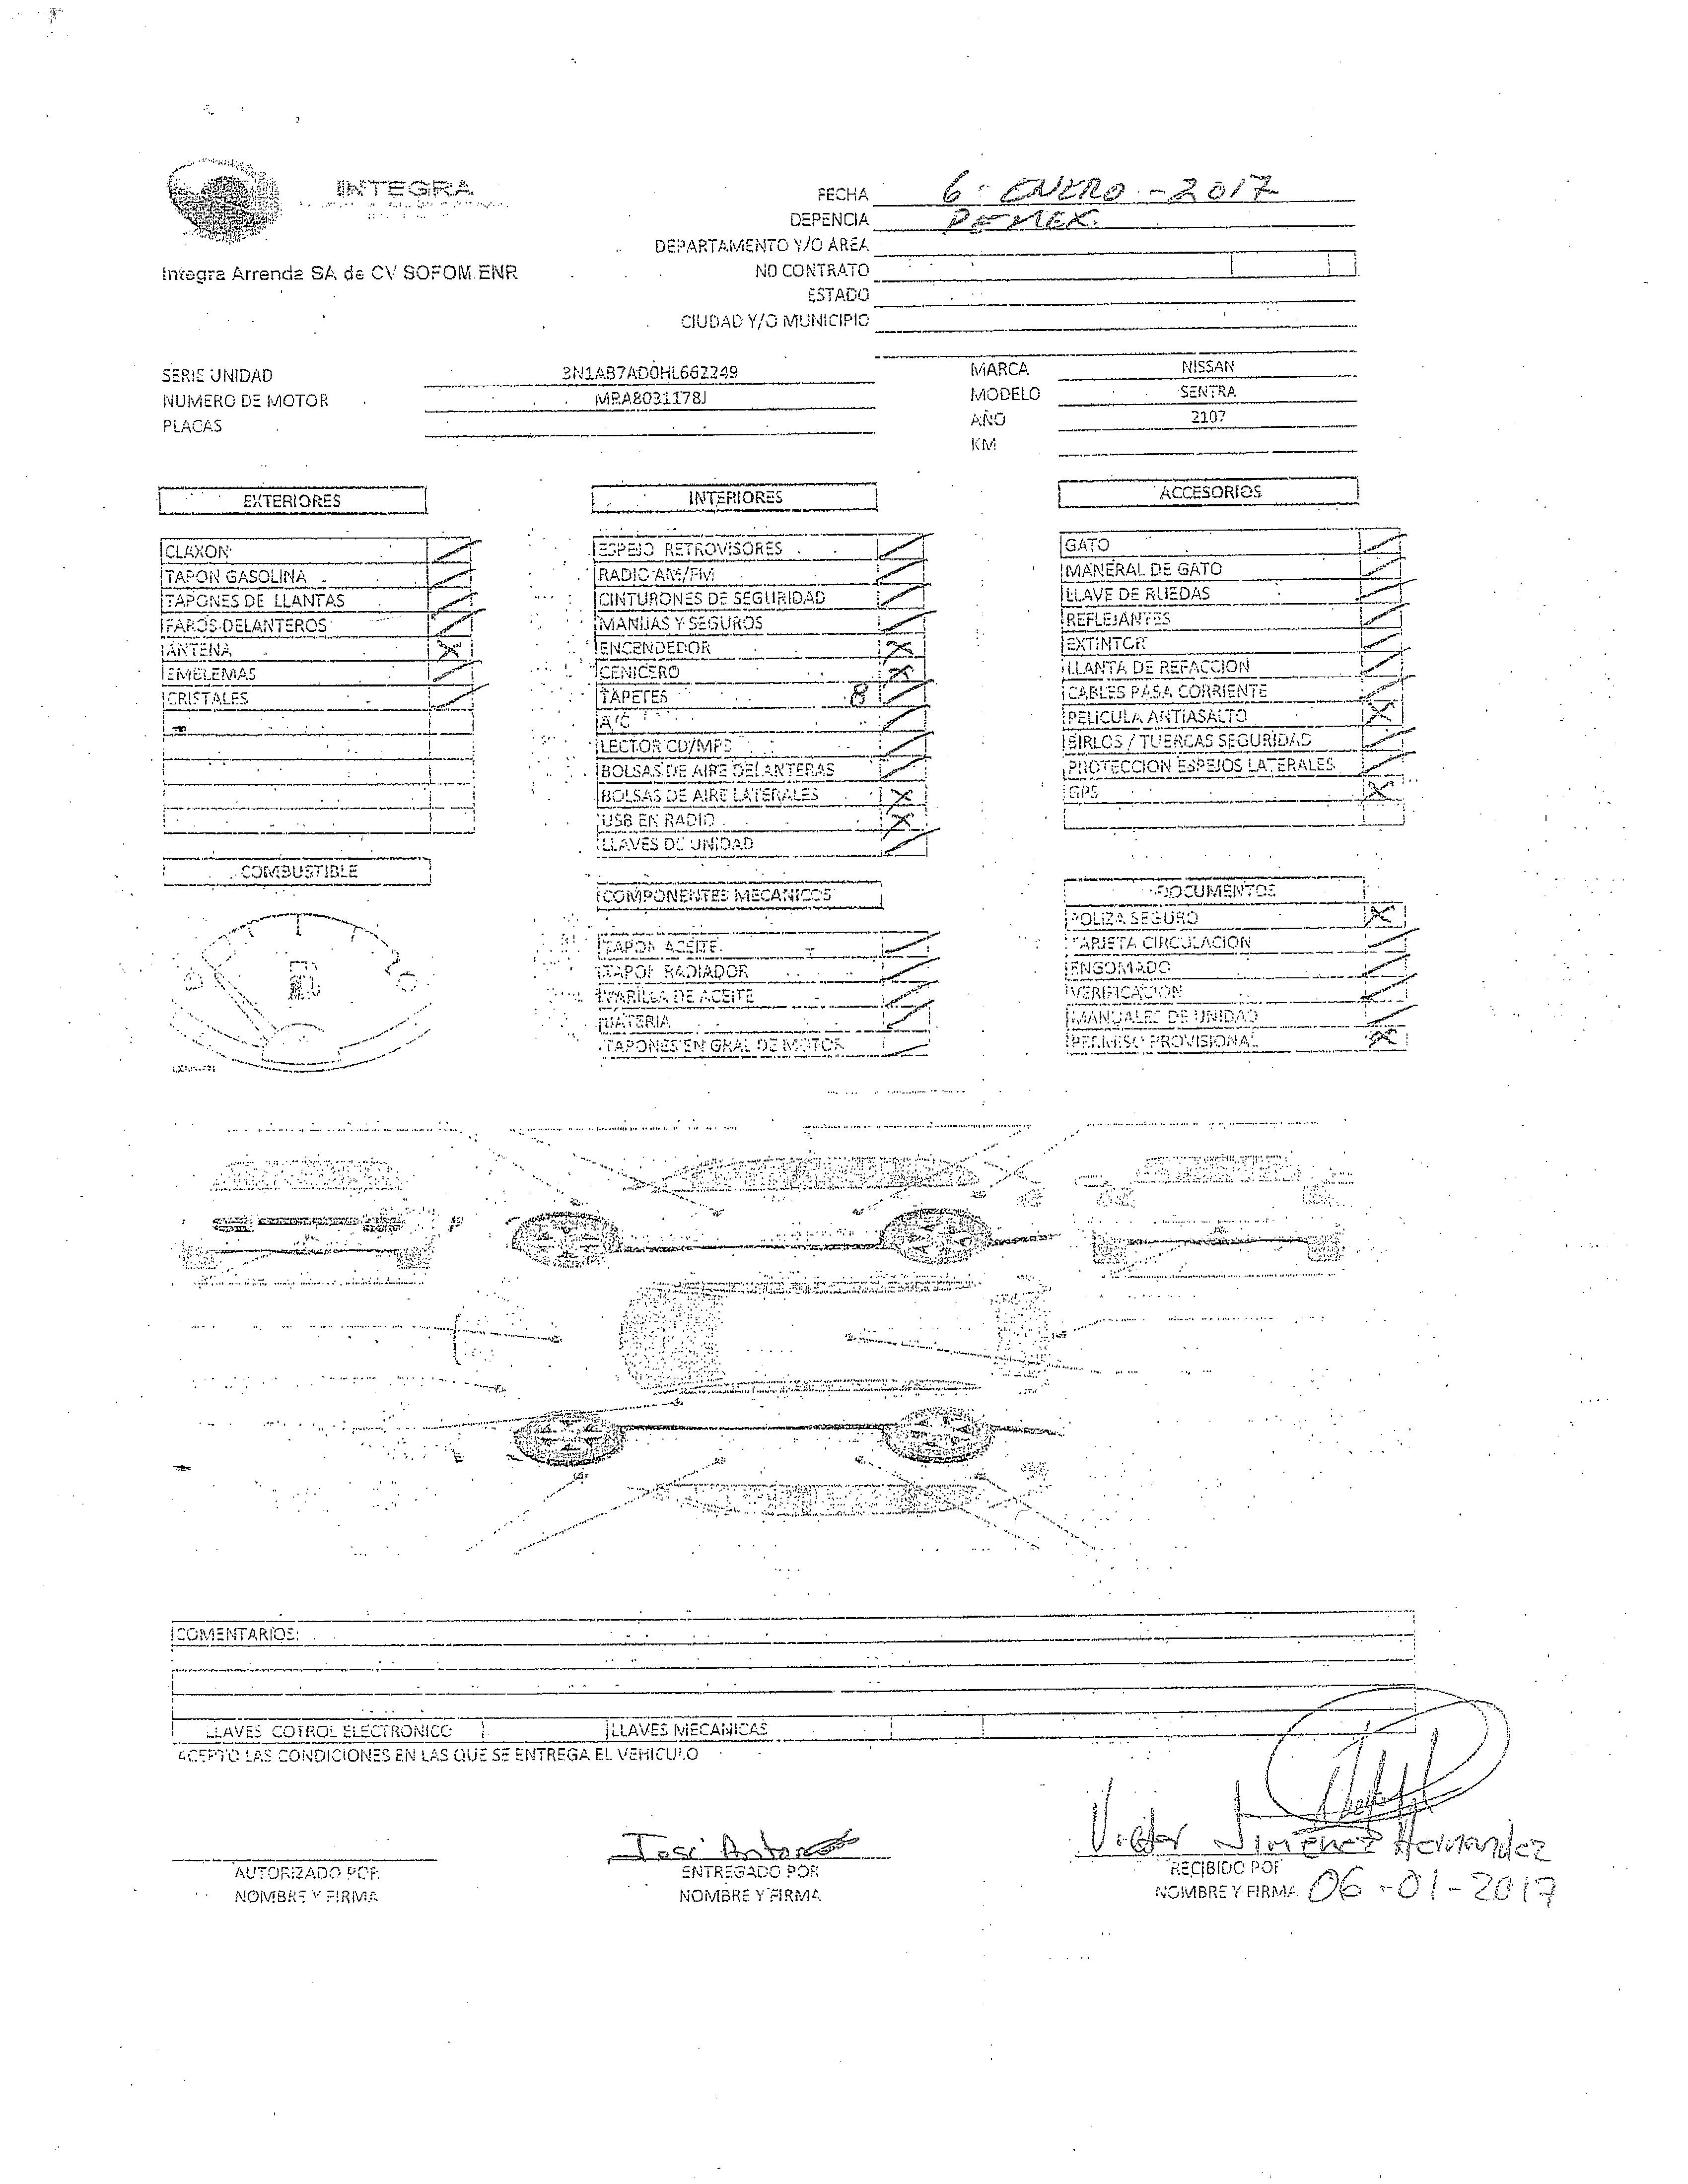 INTEGRA
FECHA 6 - ENERO - 2017
DEPENCIA PEMEX.
DEPARTAMENTO Y/O AREA
Integra Arrenda SA de CV SOFOM ENR
NO CONTRATO
ESTADO
CIUDAD Y/O MUNICIPIO
SERIE UNIDAD 3N1AB7AD0HL662249 MARCA NISSAN
NUMERO DE MOTOR MRA8031178J MODELO SENTRA
PLACAS AÑO 2107
KM
EXTERIORES INTERIORES ACCESORIOS
CLAXON ESPEJO RETROVISORES GATO
TAPON GASOLINA RADIO AM/FM MANERAL DE GATO
TAPONES DE LLANTAS CINTURONES DE SEGURIDAD LLAVE DE RUEDAS
FAROS DELANTEROS MANIJAS Y SEGUROS REFLEJANTES
ANTENA X ENCENDEDOR X EXTINTOR
EMBLEMAS CENICERO X LLANTA DE REFACCION
CRISTALES TAPETES 8 CABLES PASA CORRIENTE
A/C PELICULA ANTIASALTO X
LECTOR CD/MP3 BIRLOS / TUERCAS SEGURIDAD
BOLSAS DE AIRE DELANTERAS PROTECCION ESPEJOS LATERALES
BOLSAS DE AIRE LATERALES X GPS X
USB EN RADIO X
LLAVES DE UNIDAD
COMBUSTIBLE
COMPONENTES MECANICOS DOCUMENTOS
POLIZA SEGURO X
TAPON ACEITE TARJETA CIRCULACION
TAPON RADIADOR ENGOMADO
VARILLA DE ACEITE VERIFICACION
BATERIA MANUALES DE UNIDAD
TAPONES EN GRAL DE MOTOR PERMISO PROVISIONAL X
COMENTARIOS:
LLAVES COTROL ELECTRONICO LLAVES MECANICAS
ACEPTO LAS CONDICIONES EN LAS QUE SE ENTREGA EL VEHICULO
José Antonio Victor Jimenez Hernandez
AUTORIZADO POR ENTREGADO POR RECIBIDO POR
NOMBRE Y FIRMA NOMBRE Y FIRMA NOMBRE Y FIRMA 06-01-2017